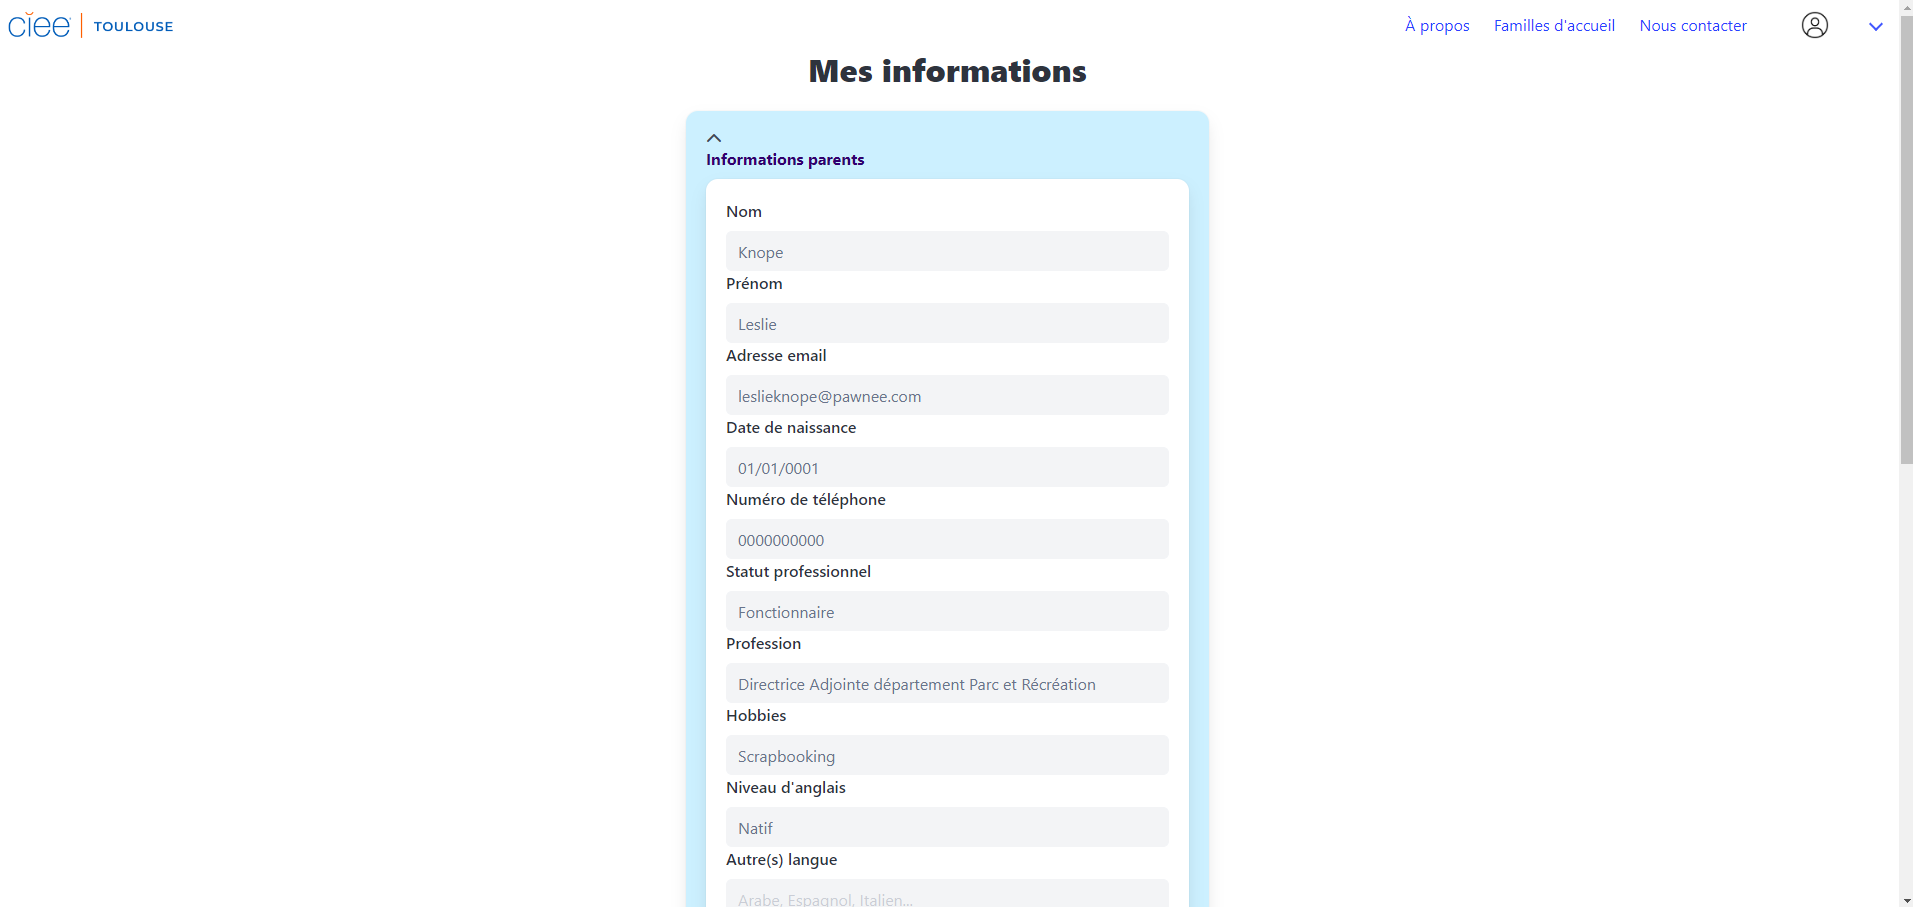 ciee TOULOUSE
À propos Familles d'accueil Nous contacter
Mes informations
Informations parents
Nom
Knope
Prénom
Leslie
Adresse email
leslieknope@pawnee.com
Date de naissance
01/01/0001
Numéro de téléphone
0000000000
Statut professionnel
Fonctionnaire
Profession
Directrice Adjointe département Parc et Récréation
Hobbies
Scrapbooking
Niveau d'anglais
Natif
Autre(s) langue
Arabe, Espagnol, Italien...